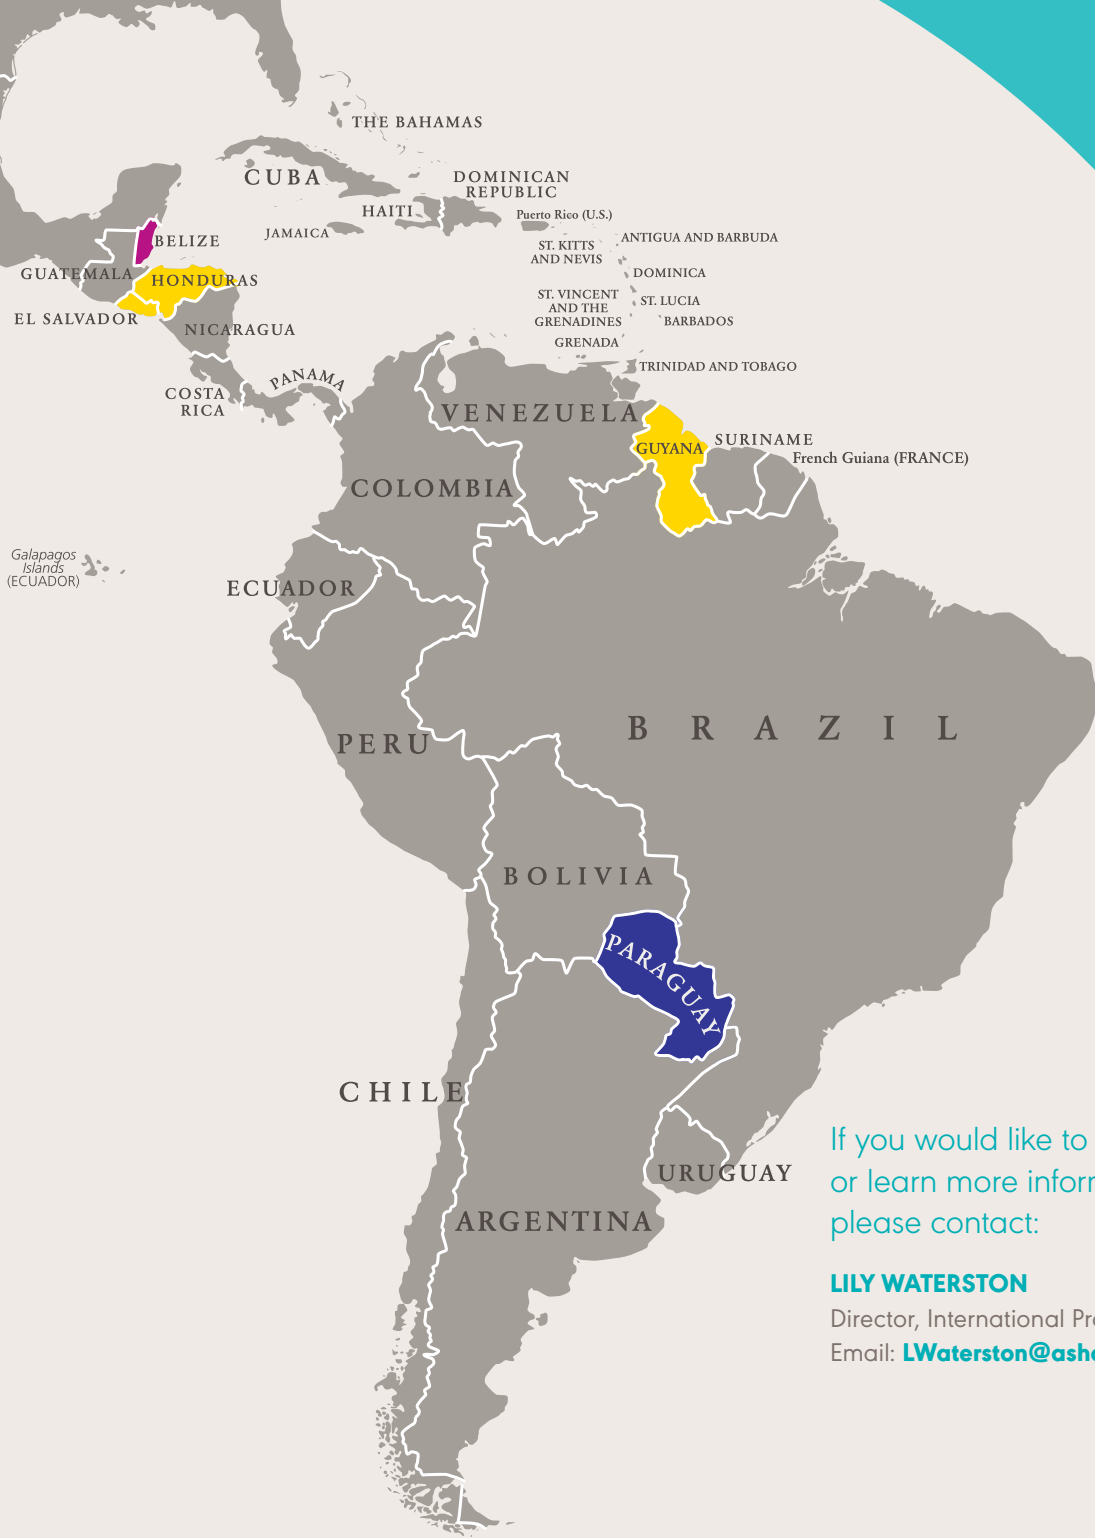 THE BAHAMAS
CUBA
DOMINICAN
REPUBLIC
HAITI
Puerto Rico (U.S.)
JAMAICA
ANTIGUA AND BARBUDA
ST. KITTS
AND NEVIS
BELIZE
DOMINICA
GUATEMALA
HONDURAS
ST. VINCENT
AND THE
GRENADINES
ST. LUCIA
BARBADOS
EL SALVADOR
NICARAGUA
GRENADA
TRINIDAD AND TOBAGO
PANAMA
COSTA
RICA
VENEZUELA
GUYANA
SURINAME
French Guiana (FRANCE)
COLOMBIA
Galapagos
Islands
(ECUADOR)
ECUADOR
BRAZIL
PERU
BOLIVIA
PARAGUAY
CHILE
URUGUAY
ARGENTINA
If you would like to
or learn more infor
please contact:
LILY WATERSTON
Director, International Pr
Email: LWaterston@ash